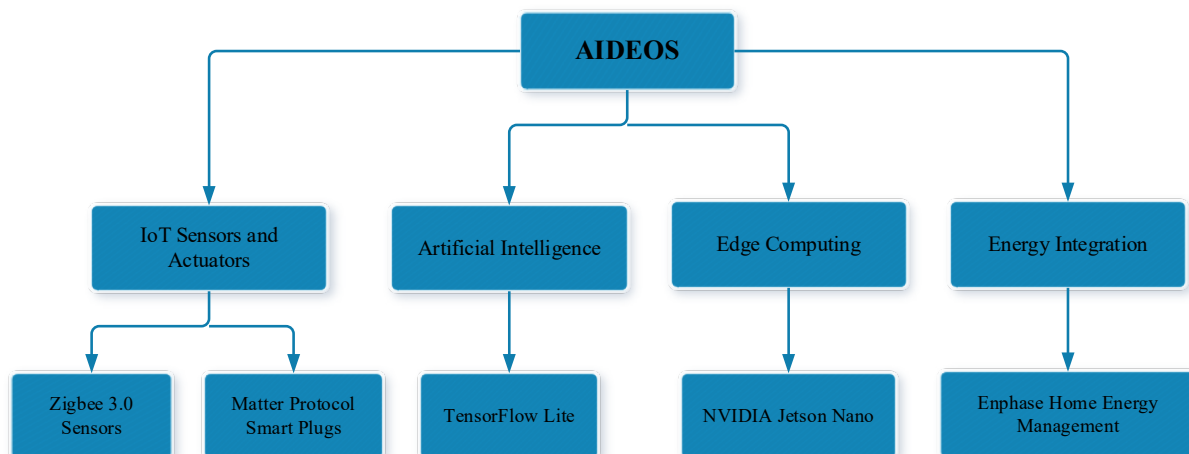 AIDEOS
IoT Sensors and
Actuators
Artificial Intelligence
Edge Computing
Energy Integration
Zigbee 3.0
Sensors
Matter Protocol
Smart Plugs
TensorFlow Lite
NVIDIA Jetson Nano
Enphase Home Energy
Management